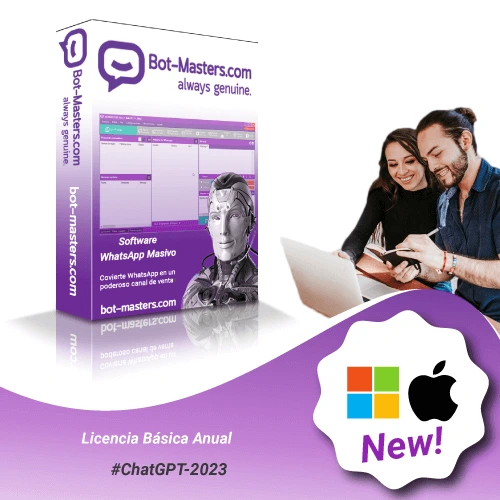 Bot-Masters.com
always genuine.
bot-masters.com
Bot-Masters.com
always genuine.
Software
WhatsApp Masivo
Covierte WhatsApp en un
poderoso canal de venta
bot-masters.com
New!
Licencia Básica Anual
#ChatGPT-2023